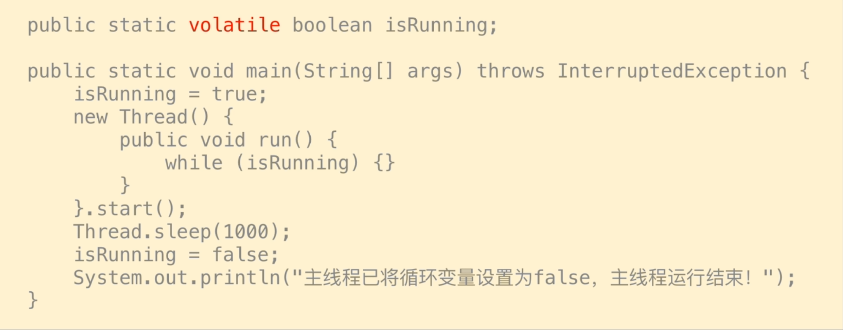 public static volatile boolean isRunning;
public static void main(String[] args) throws InterruptedException {
isRunning = true;
new Thread() {
public void run() {
while (isRunning) {}
}
}.start();
Thread.sleep(1000);
isRunning = false;
System.out.println("主线程已将循环变量设置为false，主线程运行结束！");
}